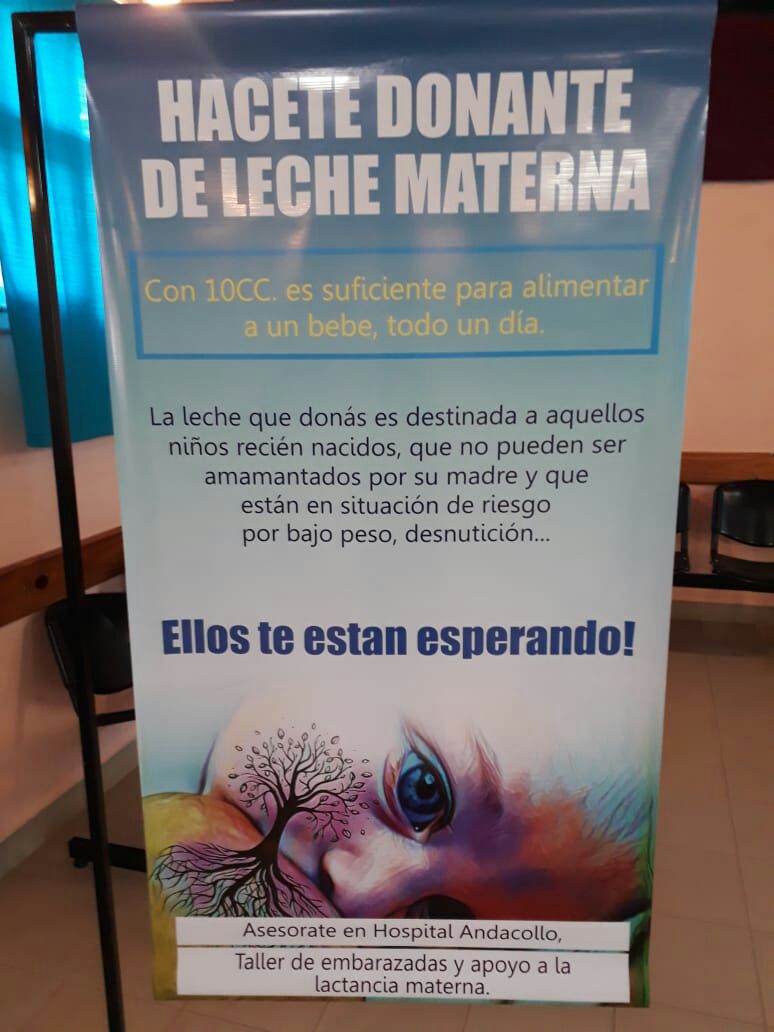 HACETE DONANTE
DE LECHE MATERNA
Con 10CC. es suficiente para alimentar
a un bebe, todo un día.
La leche que donás es destinada a aquellos
niños recién nacidos, que no pueden ser
amamantados por su madre y que
están en situación de riesgo
por bajo peso, desnutición...
Ellos te estan esperando!
Asesorate en Hospital Andacollo,
Taller de embarazadas y apoyo a la
lactancia materna.